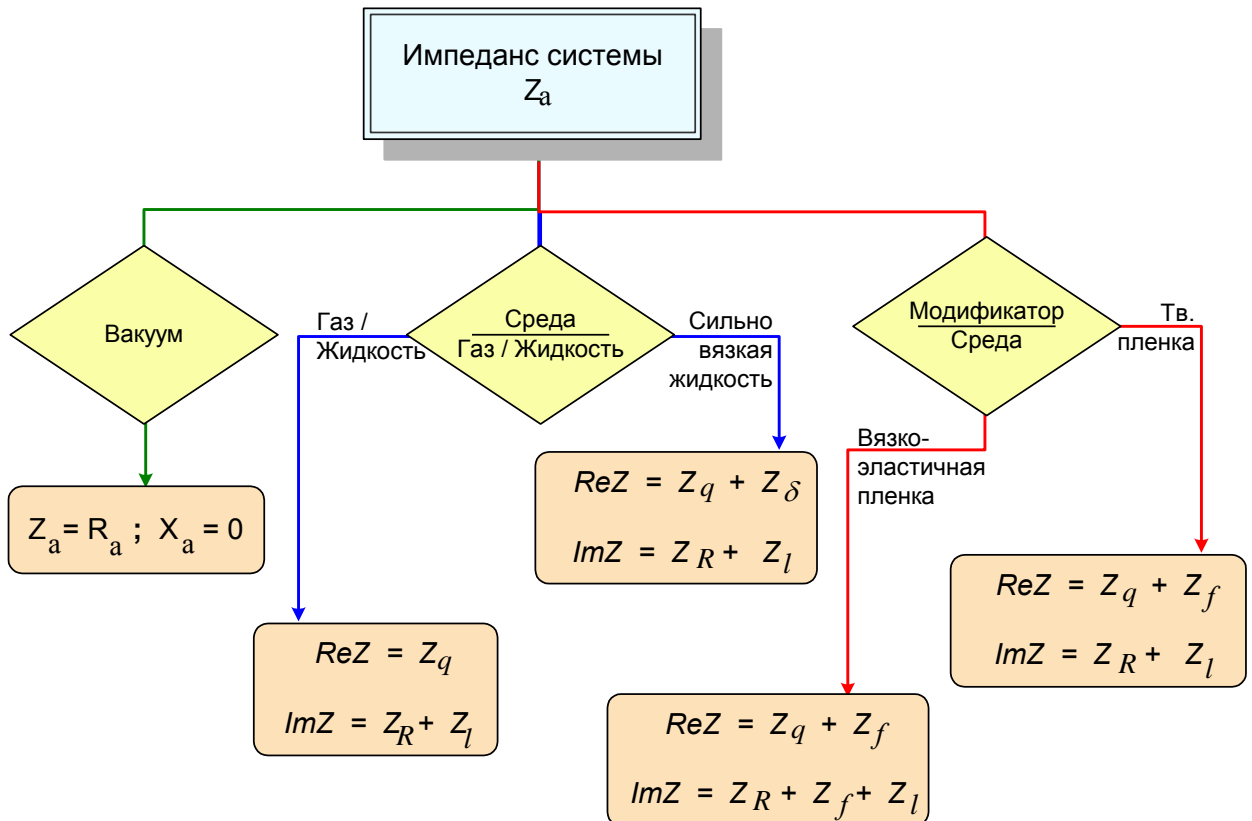 Импеданс системы
Za
Вакуум
Za = Ra ; Xa = 0
Газ /
Жидкость
Среда
Газ / Жидкость
Сильно
вязкая
жидкость
ReZ = Zq
ImZ = ZR + Zl
ReZ = Zq + Zδ
ImZ = ZR + Zl
Модификатор
Среда
Тв.
пленка
Вязко-
эластичная
пленка
ReZ = Zq + Zf
ImZ = ZR + Zf + Zl
ReZ = Zq + Zf
ImZ = ZR + Zl